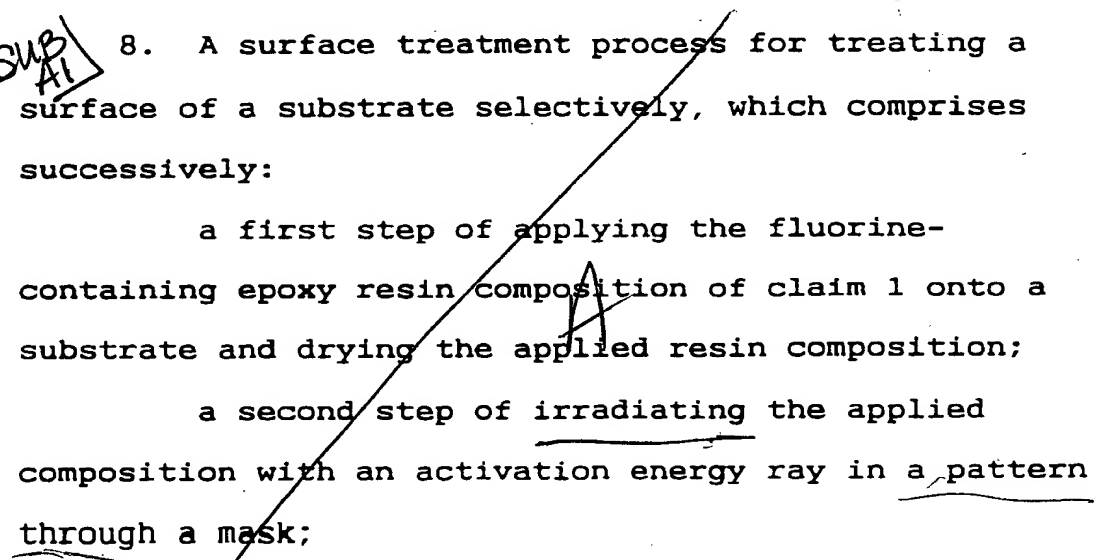 SUB A1 8. A surface treatment process for treating a
surface of a substrate selectively, which comprises
successively:
a first step of applying the fluorine-
containing epoxy resin composition of claim 1 onto a
A
substrate and drying the applied resin composition;
a second step of irradiating the applied
composition with an activation energy ray in a pattern
through a mask;